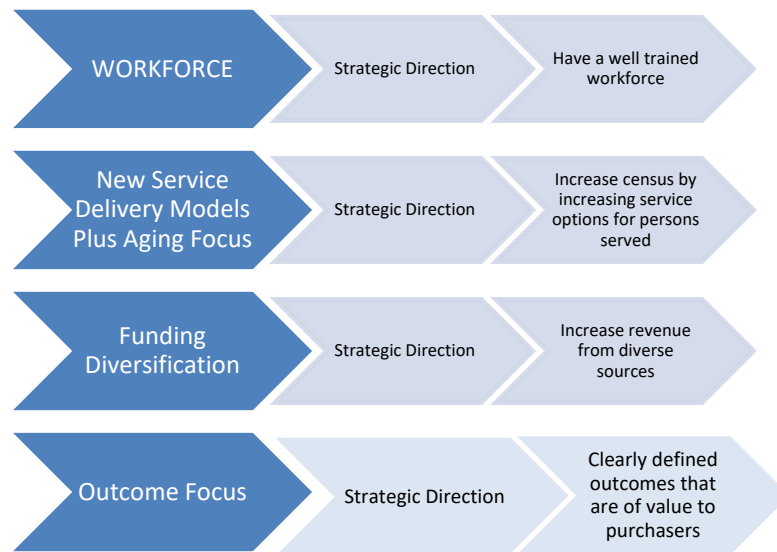 WORKFORCE
Strategic Direction
Have a well trained
workforce
New Service
Delivery Models
Plus Aging Focus
Strategic Direction
Increase census by
increasing service
options for persons
served
Funding
Diversification
Strategic Direction
Increase revenue
from diverse
sources
Outcome Focus
Strategic Direction
Clearly defined
outcomes that
are of value to
purchasers